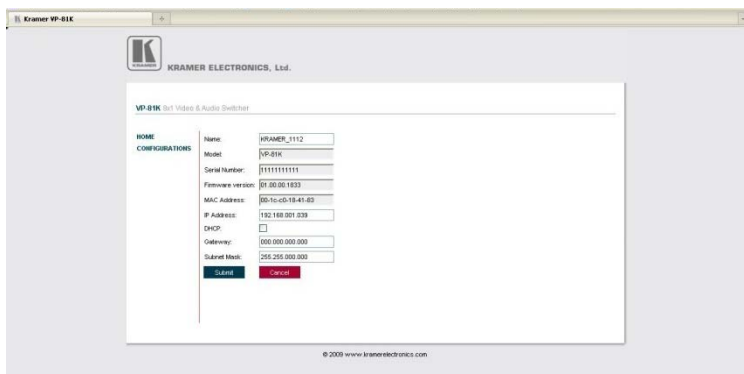 Kramer VP-81K
KRAMER ELECTRONICS, Ltd.
VP-81K 8x1 Video & Audio Switcher
HOME
CONFIGURATIONS
Name: KRAMER_1112
Model: VP-81K
Serial Number: 11111111111
Firmware version: 01.00.00.1833
MAC Address: 00-1c-c0-18-41-83
IP Address: 192.168.001.039
DHCP:
Gateway: 000.000.000.000
Subnet Mask: 255.255.000.000
Submit Cancel
© 2009 www.kramerelectronics.com